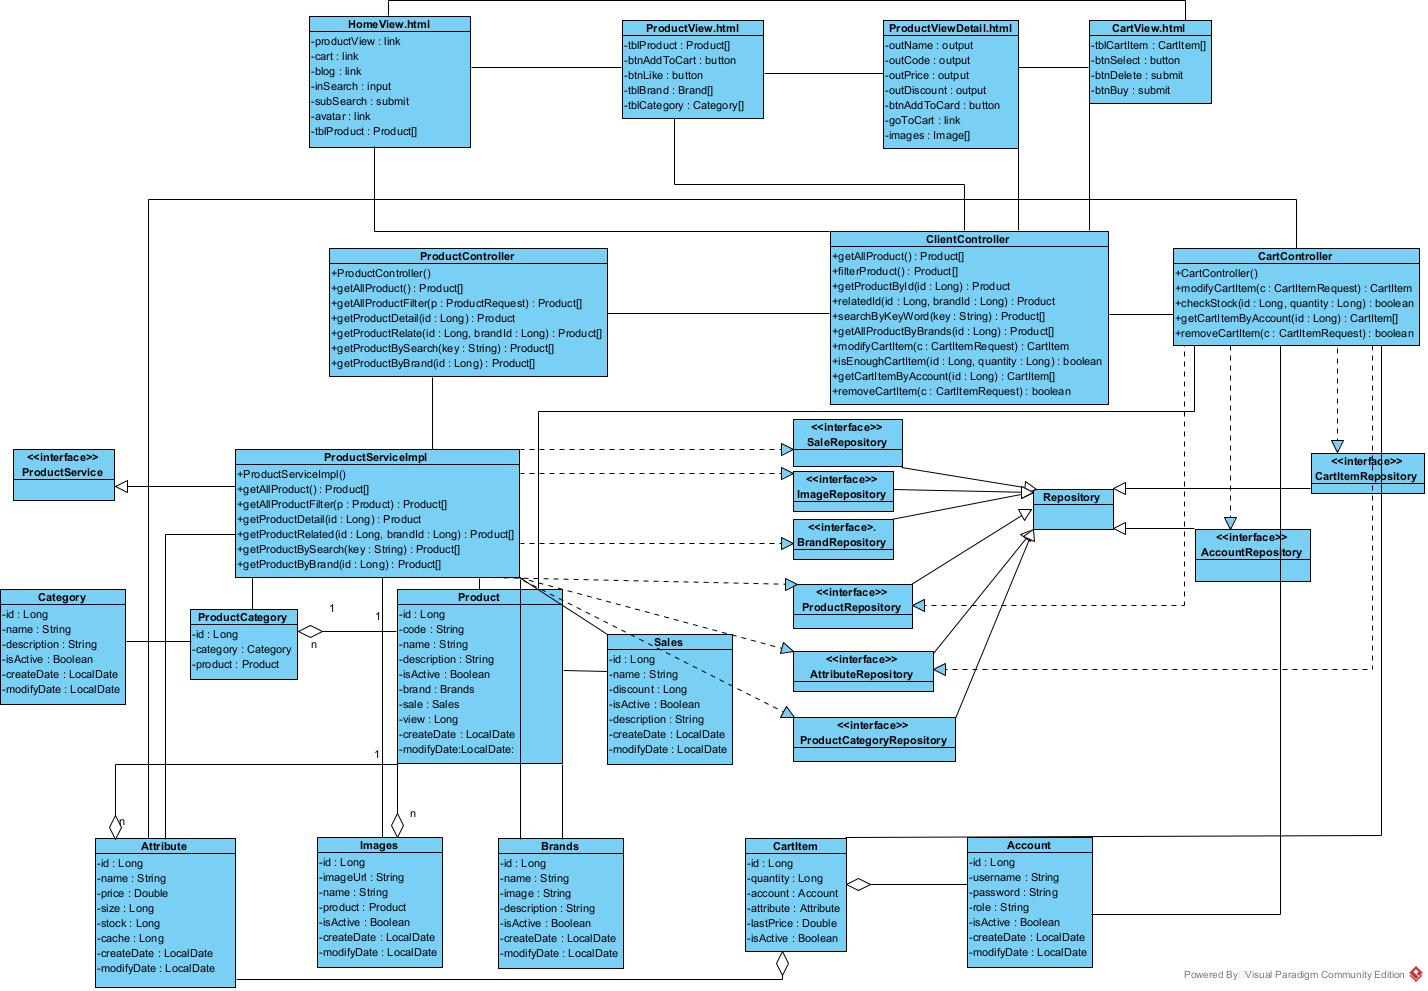 HomeView.html
-productView : link
-cart : link
-blog : link
-inSearch : input
-subSearch : submit
-avatar : link
-tblProduct : Product[]
ProductView.html
-tblProduct : Product[]
-btnAddToCart : button
-btnLike : button
-tblBrand : Brand[]
-tblCategory : Category[]
ProductViewDetail.html
-outName : output
-outCode : output
-outPrice : output
-outDiscount : output
-btnAddToCard : button
-goToCart : link
-images : Image[]
CartView.html
-tblCartItem : CartItem[]
-btnSelect : button
-btnDelete : submit
-btnBuy : submit
ProductController
+ProductController()
+getAllProduct() : Product[]
+getAllProductFilter(p : ProductRequest) : Product[]
+getProductDetail(id : Long) : Product
+getProductRelate(id : Long, brandId : Long) : Product[]
+getProductBySearch(key : String) : Product[]
+getProductByBrand(id : Long) : Product[]
ClientController
+getAllProduct() : Product[]
+filterProduct() : Product[]
+getProductById(id : Long) : Product
+relatedId(id : Long, brandId : Long) : Product
+searchByKeyWord(key : String) : Product[]
+getAllProductByBrands() : Product[]
+modifyCartItem(c : CartItemRequest) : CartItem
+isEnoughCartItem(id : Long, quantity : Long) : boolean
+getCartItemByAccount(id : Long) : CartItem[]
+removeCartItem(c : CartItemRequest) : boolean
CartController
+CartController()
+modifyCartItem(c : CartItemRequest) : CartItem
+checkStock(id : Long, quantity : Long) : boolean
+getCartItemByAccount(id : Long) : CartItem[]
+removeCartItem(c : CartItemRequest) : boolean
<<interface>>
ProductService
ProductServiceImpl
+ProductServiceImpl()
+getAllProduct() : Product[]
+getAllProductFilter(p : Product) : Product[]
+getProductDetail(id : Long) : Product
+getProductRelated(id : Long, brandId : Long) : Product[]
+getProductBySearch(key : String) : Product[]
+getProductByBrand(id : Long) : Product[]
<<interface>>
SaleRepository
<<interface>>
ImageRepository
<<interface>.
BrandRepository
Repository
<<interface>>
CartItemRepository
<<interface>>
AccountRepository
<<interface>>
ProductRepository
<<interface>>
AttributeRepository
<<interface>>
ProductCategoryRepository
Category
-id : Long
-name : String
-description : String
-isActive : Boolean
-createDate : LocalDate
-modifyDate : LocalDate
ProductCategory
-id : Long
-category : Category
-product : Product
1
n
1
Product
-id : Long
-code : String
-name : String
-description : String
-isActive : Boolean
-brand : Brands
-sale : Sales
-view : Long
-createDate : LocalDate
-modifyDate:LocalDate:
Sales
-id : Long
-name : String
-discount : Long
-isActive : Boolean
-description : String
-createDate : LocalDate
-modifyDate : LocalDate
1
n
n
Attribute
-id : Long
-name : String
-price : Double
-size : Long
-stock : Long
-cache : Long
-createDate : LocalDate
-modifyDate : LocalDate
Images
-id : Long
-imageUrl : String
-name : String
-product : Product
-isActive : Boolean
-createDate : LocalDate
-modifyDate : LocalDate
Brands
-id : Long
-name : String
-image : String
-description : String
-isActive : Boolean
-createDate : LocalDate
-modifyDate : LocalDate
CartItem
-id : Long
-quantity : Long
-account : Account
-attribute : Attribute
-lastPrice : Double
-isActive : Boolean
Account
-id : Long
-username : String
-password : String
-role : String
-isActive : Boolean
-createDate : LocalDate
-modifyDate : LocalDate
Powered By Visual Paradigm Community Edition